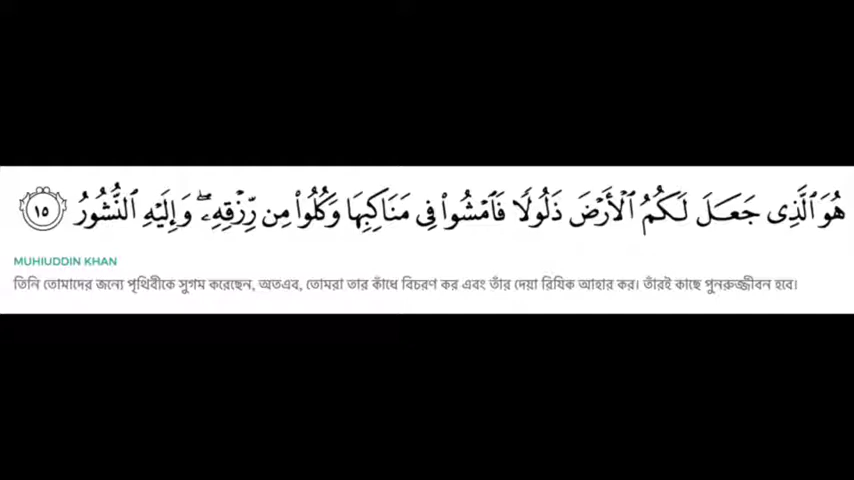 هُوَ ٱلَّذِى جَعَلَ لَكُمُ ٱلْأَرْضَ ذَلُولًا فَٱمْشُوا۟ فِى مَنَاكِبِهَا وَكُلُوا۟ مِن رِّزْقِهِۦ ۖ وَإِلَيْهِ ٱلنُّشُورُ ١٥
MUHIUDDIN KHAN
তিনি তোমাদের জন্যে পৃথিবীকে সুগম করেছেন, অতএব, তোমরা তার কাঁধে বিচরণ কর এবং তাঁর দেয়া রিযিক আহার কর। তাঁরই কাছে পুনরুজ্জীবন হবে।